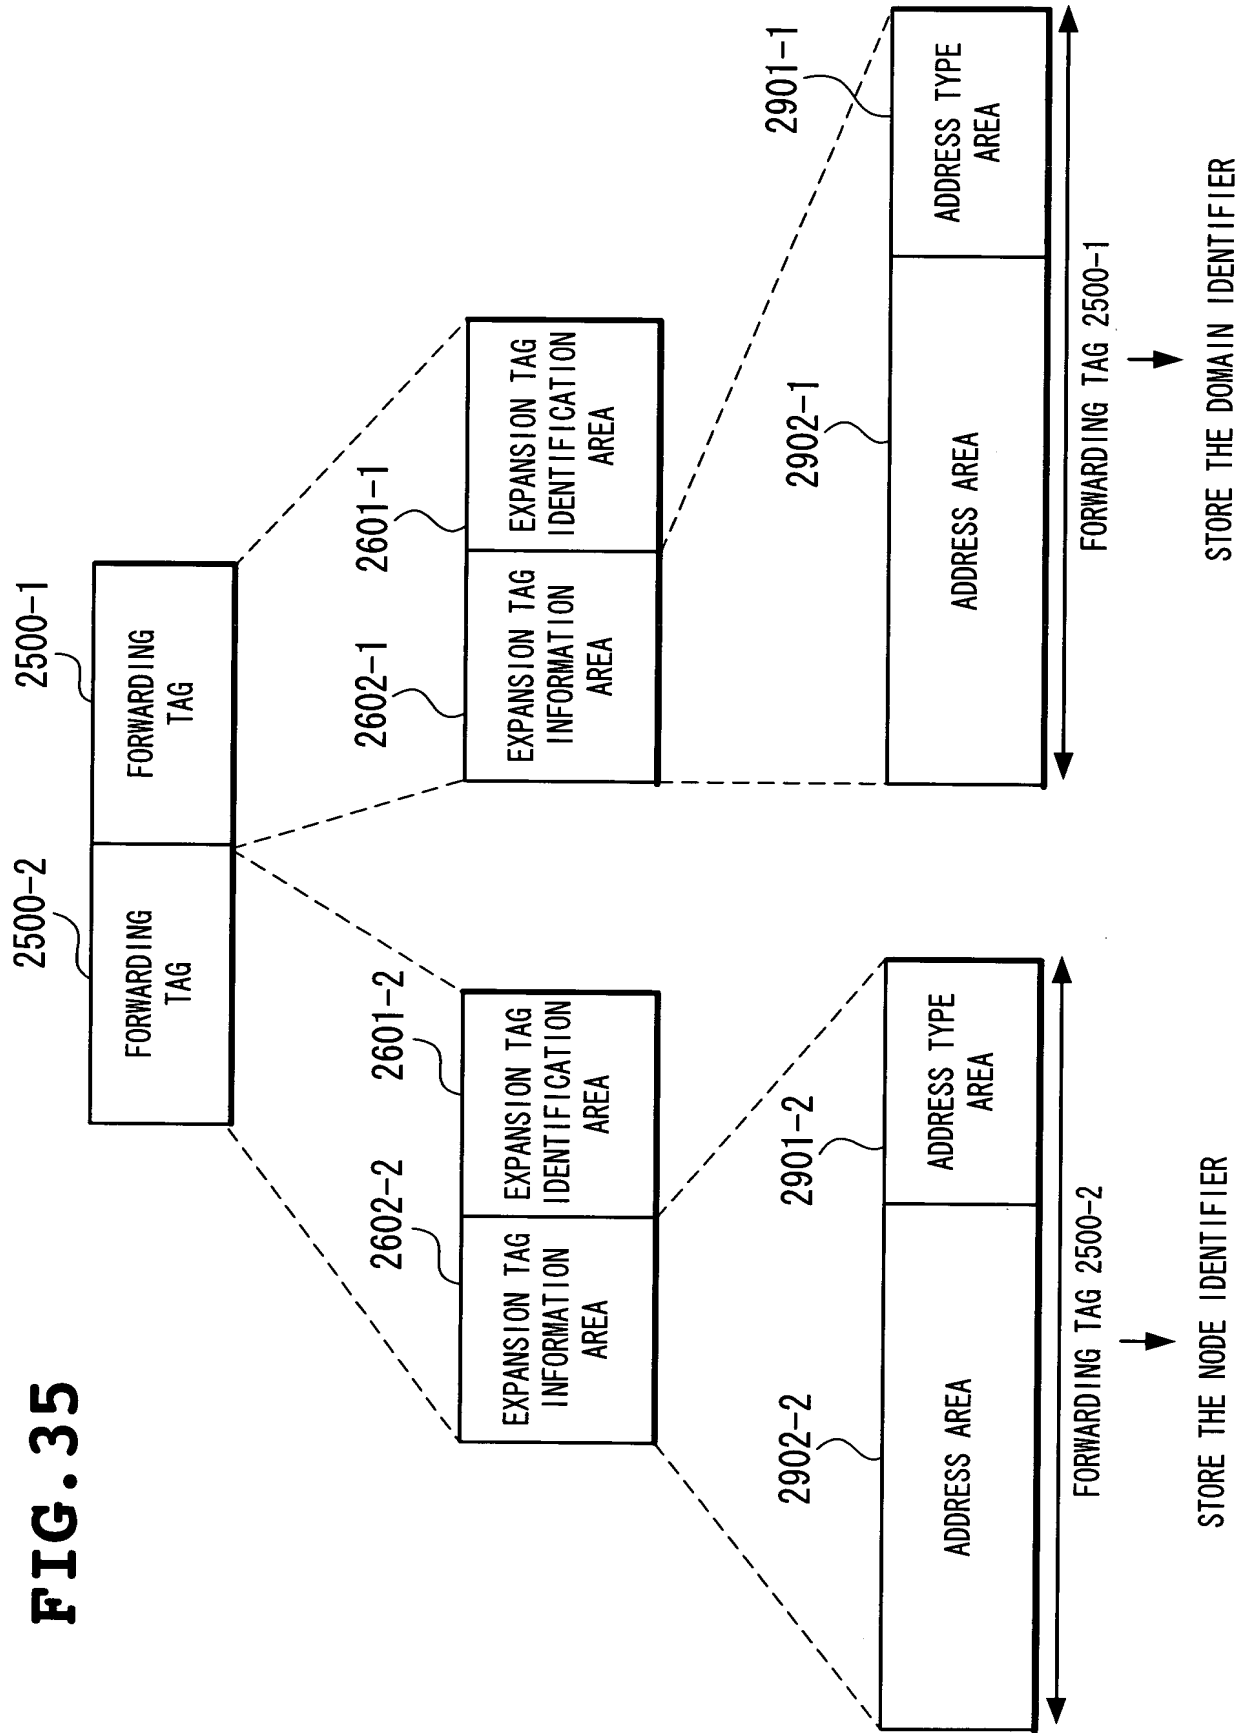 FIG.35
2500-2
2500-1
FORWARDING
TAG
FORWARDING
TAG
2602-2
2601-2
2602-1
2601-1
EXPANSION TAG
INFORMATION
AREA
EXPANSION TAG
IDENTIFICATION
AREA
EXPANSION TAG
INFORMATION
AREA
EXPANSION TAG
IDENTIFICATION
AREA
2902-2
2901-2
2902-1
2901-1
ADDRESS AREA
ADDRESS TYPE
AREA
ADDRESS AREA
ADDRESS TYPE
AREA
FORWARDING TAG 2500-2
FORWARDING TAG 2500-1
STORE THE NODE IDENTIFIER
STORE THE DOMAIN IDENTIFIER